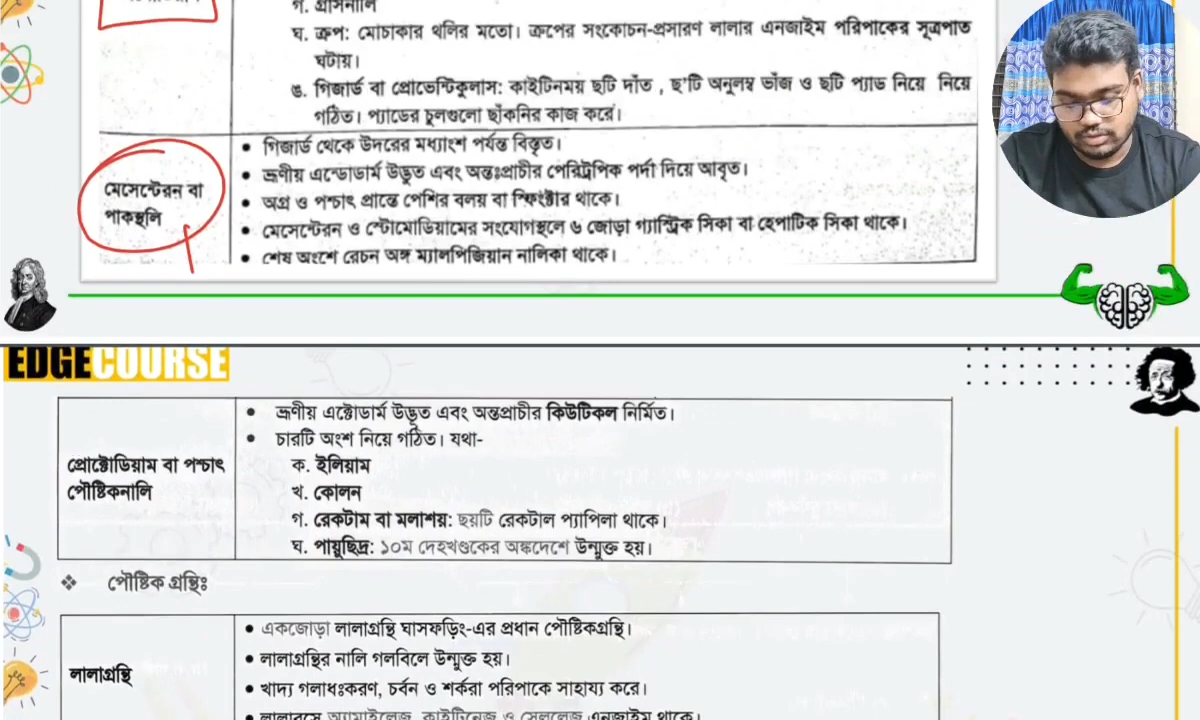 গ. গ্রাসনালি
ঘ. ক্রপ: মোচাকার থলির মতো। ক্রপের সংকোচন-প্রসারণ লালার এনজাইম পরিপাকের সূত্রপাত
ঘটায়।
ঙ. গিজার্ড বা প্রোভেন্টিকুলাস: কাইটিনময় ছটি দাঁত , ছ'টি অনুলম্ব ভাঁজ ও ছটি প্যাড নিয়ে নিয়ে
গঠিত। প্যাডের চুলগুলো ছাঁকনির কাজ করে।
মেসেন্টেরন বা
পাকস্থলি
• গিজার্ড থেকে উদরের মধ্যাংশ পর্যন্ত বিস্তৃত।
• ভ্রূণীয় এন্ডোডার্ম উদ্ভূত এবং অন্তঃপ্রাচীর পেরিট্রপিক পর্দা দিয়ে আবৃত।
• অগ্র ও পশ্চাৎ প্রান্তে পেশির বলয় বা স্ফিংক্টার থাকে।
• মেসেন্টেরন ও স্টোমোডিয়ামের সংযোগস্থলে ৬ জোড়া গ্যাস্ট্রিক সিকা বা হেপাটিক সিকা থাকে।
• শেষ অংশে রেচন অঙ্গ ম্যালপিজিয়ান নালিকা থাকে।
EDGE COURSE
প্রোক্টোডিয়াম বা পশ্চাৎ
পৌষ্টিকনালি
• ভ্রূণীয় এক্টোডার্ম উদ্ভূত এবং অন্তপ্রাচীর কিউটিকল নির্মিত।
• চারটি অংশ নিয়ে গঠিত। যথা-
ক. ইলিয়াম
খ. কোলন
গ. রেকটাম বা মলাশয়: ছয়টি রেকটাল প্যাপিলা থাকে।
ঘ. পায়ুছিদ্র: ১০ম দেহখণ্ডকের অঙ্কদেশে উন্মুক্ত হয়।
❖ পৌষ্টিক গ্রন্থিঃ
লালাগ্রন্থি
• একজোড়া লালাগ্রন্থি ঘাসফড়িং-এর প্রধান পৌষ্টিকগ্রন্থি।
• লালাগ্রন্থির নালি গলবিলে উন্মুক্ত হয়।
• খাদ্য গলাধঃকরণ, চর্বন ও শর্করা পরিপাকে সাহায্য করে।
• লালারসে অ্যামাইলেজ, কাইটিনেজ ও সেলুলেজ এনজাইম থাকে।